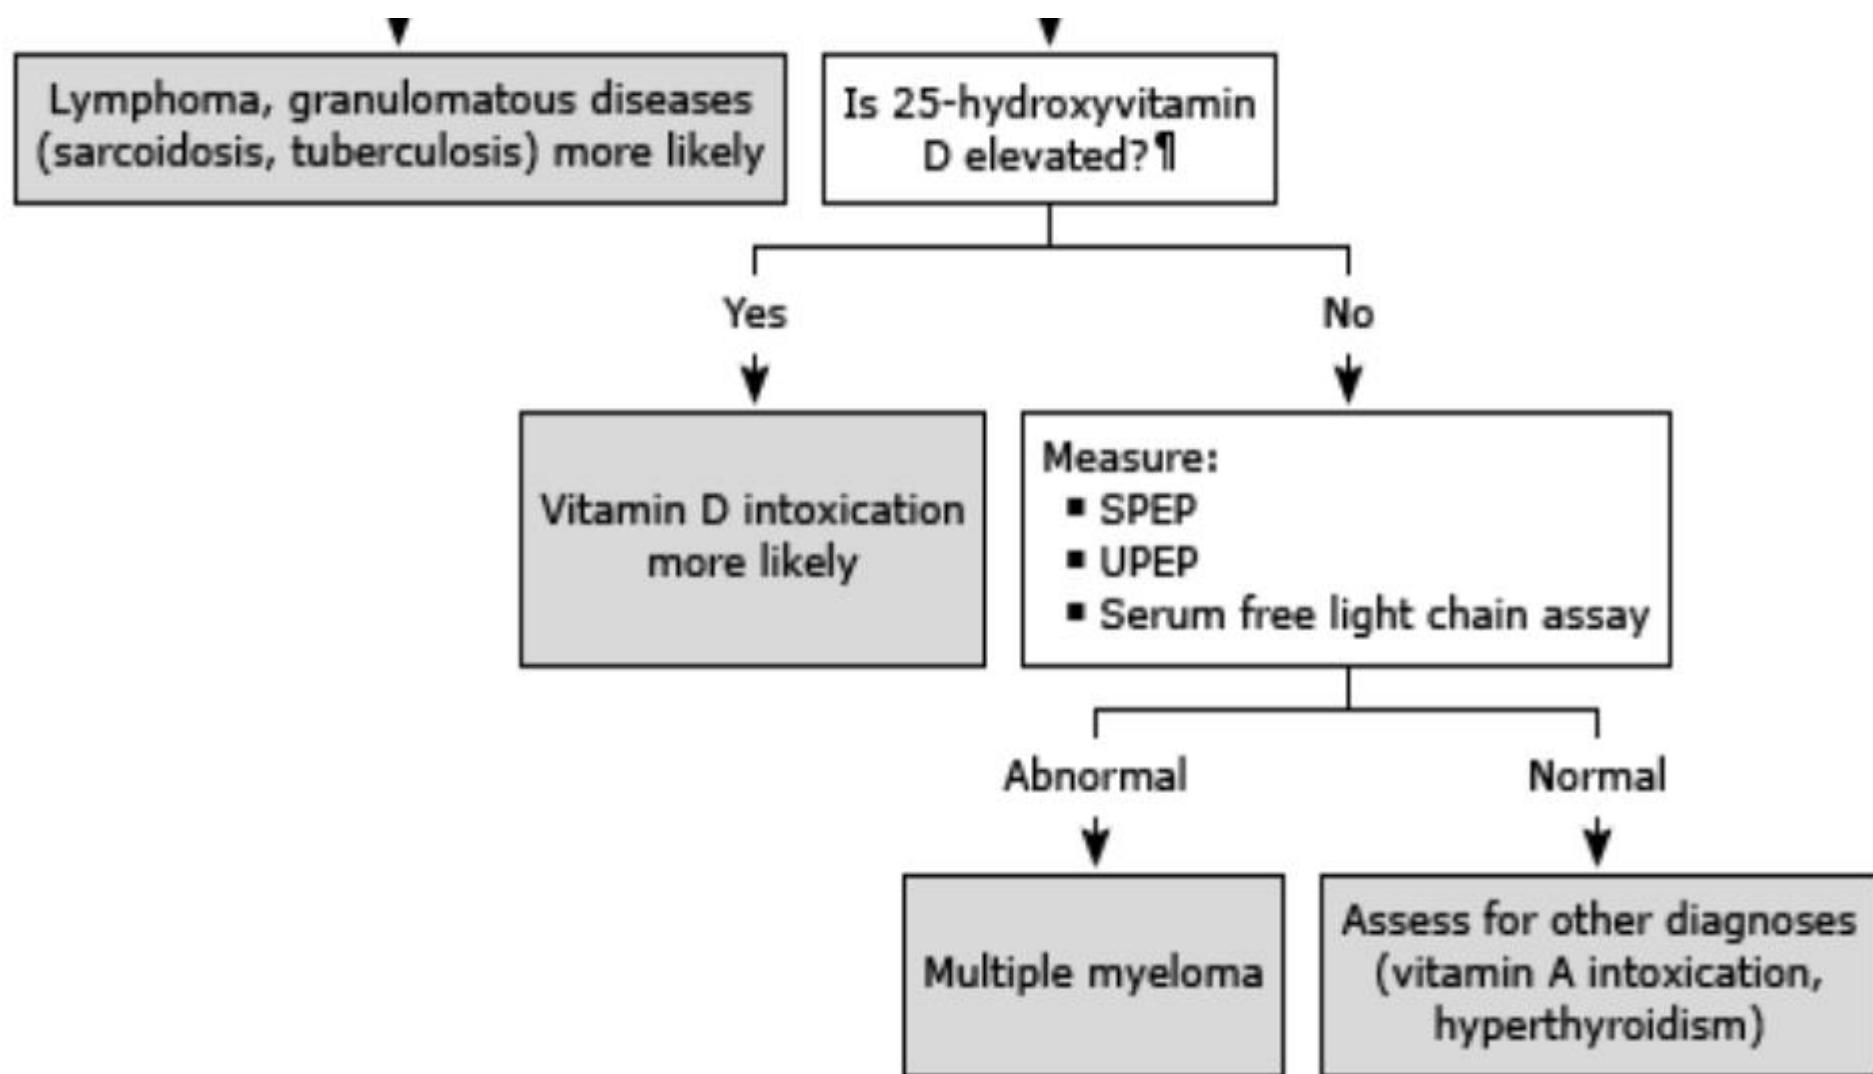 Lymphoma, granulomatous diseases
(sarcoidosis, tuberculosis) more likely
Is 25-hydroxyvitamin
D elevated?¶
Yes
No
Vitamin D intoxication
more likely
Measure:
▪ SPEP
▪ UPEP
▪ Serum free light chain assay
Abnormal
Normal
Multiple myeloma
Assess for other diagnoses
(vitamin A intoxication,
hyperthyroidism)